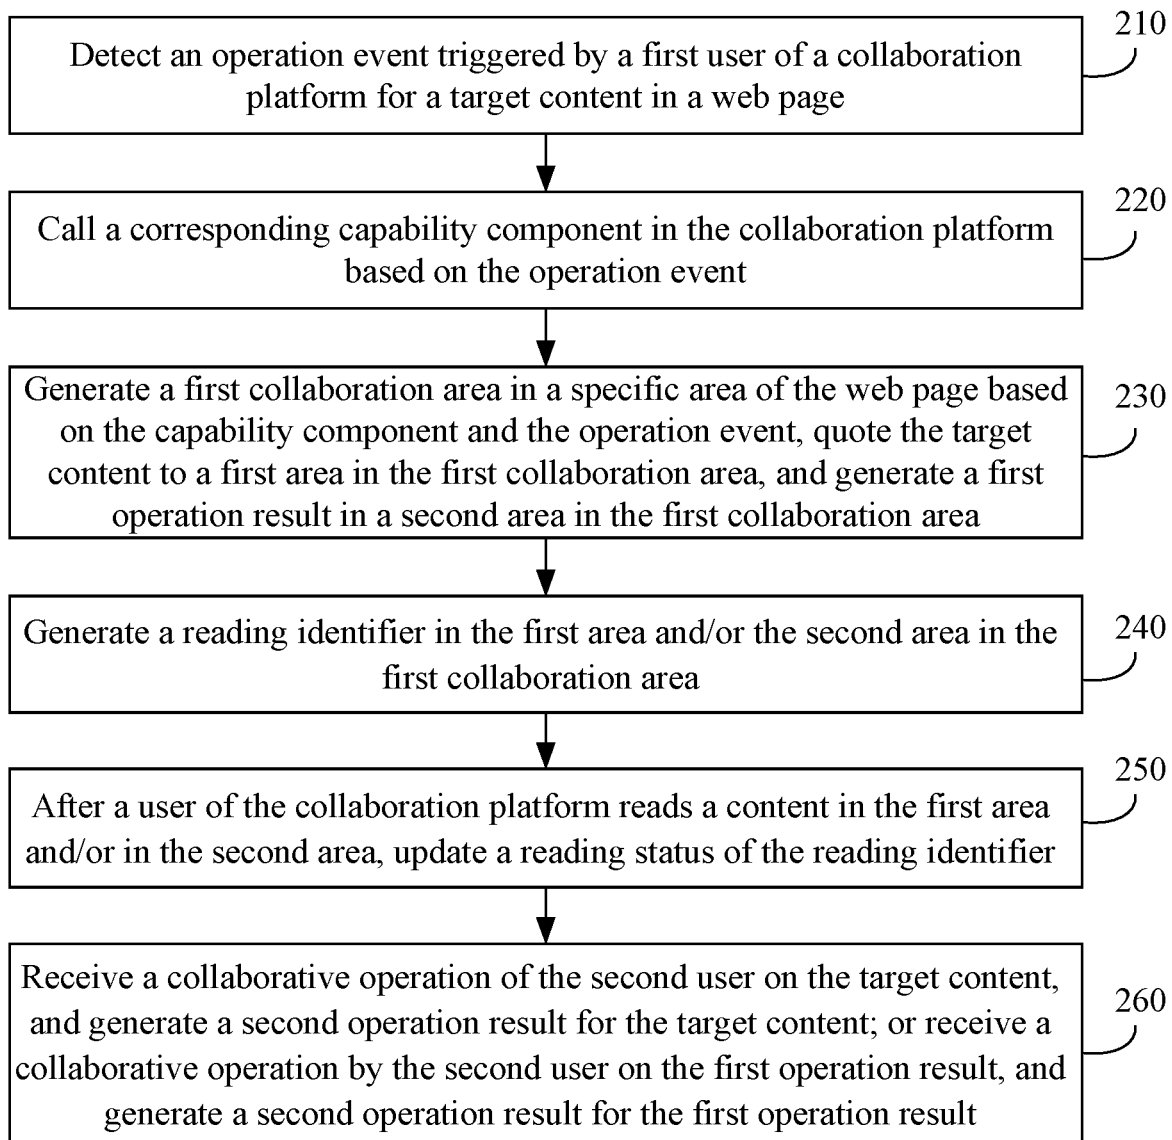 210
Detect an operation event triggered by a first user of a collaboration
platform for a target content in a web page
220
Call a corresponding capability component in the collaboration platform
based on the operation event
230
Generate a first collaboration area in a specific area of the web page based
on the capability component and the operation event, quote the target
content to a first area in the first collaboration area, and generate a first
operation result in a second area in the first collaboration area
240
Generate a reading identifier in the first area and/or the second area in the
first collaboration area
250
After a user of the collaboration platform reads a content in the first area
and/or in the second area, update a reading status of the reading identifier
260
Receive a collaborative operation of the second user on the target content,
and generate a second operation result for the target content; or receive a
collaborative operation by the second user on the first operation result, and
generate a second operation result for the first operation result